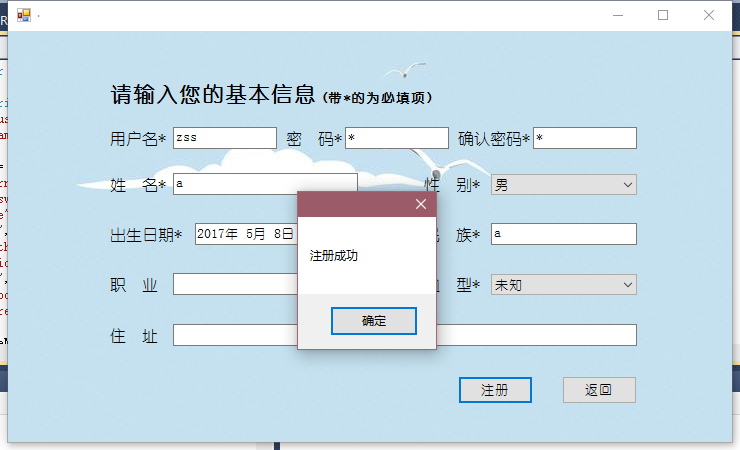 请输入您的基本信息(带*的为必填项)
用户名* zss 密 码* * 确认密码* *
姓 名* a 性 别* 男
出生日期* 2017年 5月 8日 族* a
职 业 型* 未知
住 址
注册成功
确定
注册 返回